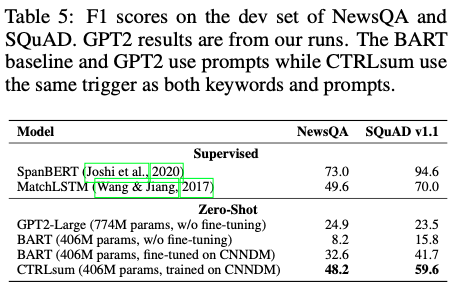 Table 5: F1 scores on the dev set of NewsQA and
SQuAD. GPT2 results are from our runs. The BART
baseline and GPT2 use prompts while CTRLsum use
the same trigger as both keywords and prompts.
Model NewsQA SQuAD v1.1
Supervised
SpanBERT (Joshi et al., 2020) 73.0 94.6
MatchLSTM (Wang & Jiang, 2017) 49.6 70.0
Zero-Shot
GPT2-Large (774M params, w/o fine-tuning) 24.9 23.5
BART (406M params, w/o fine-tuning) 8.2 15.8
BART (406M params, fine-tuned on CNNDM) 32.6 41.7
CTRLsum (406M params, trained on CNNDM) 48.2 59.6